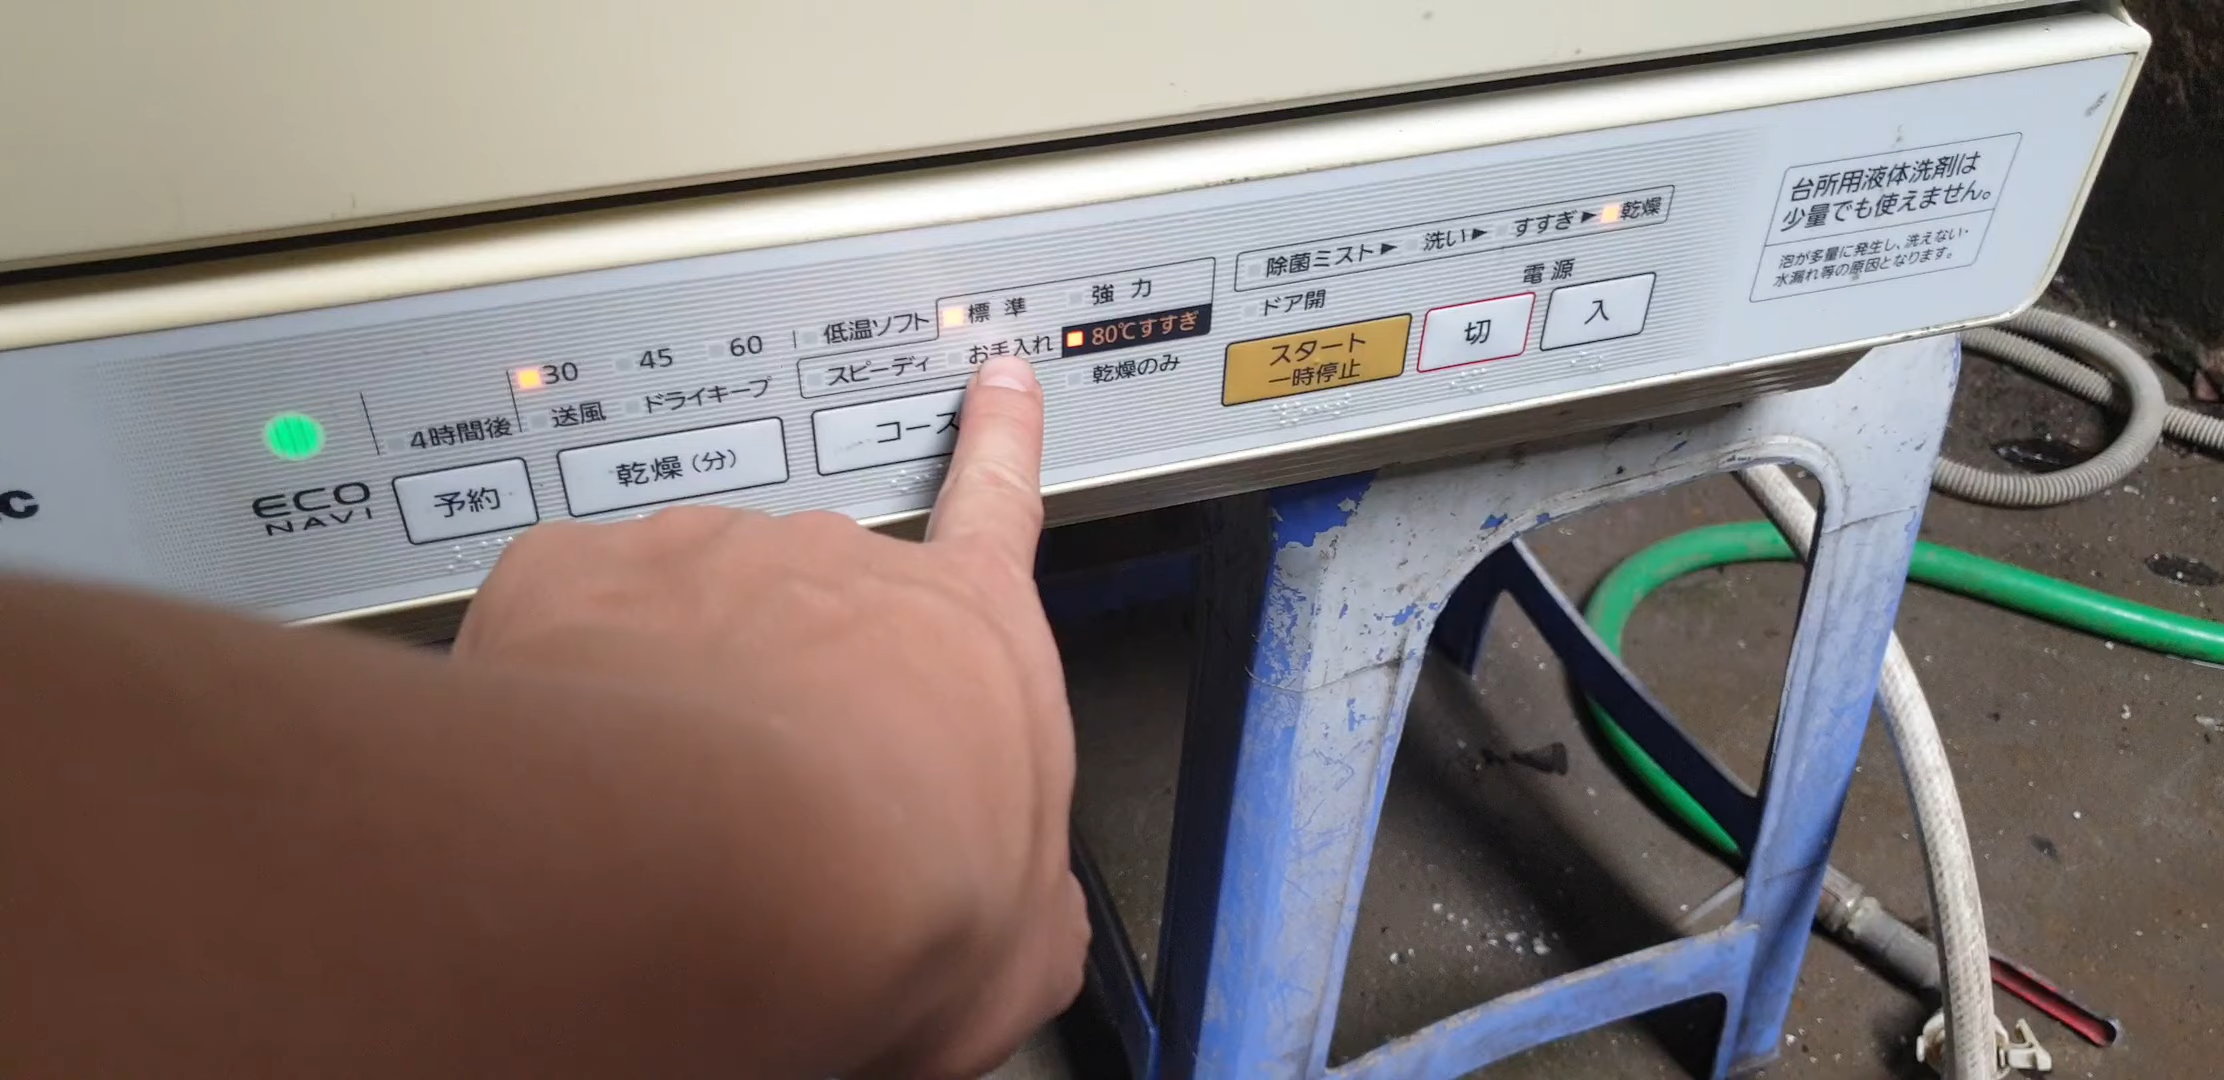 30 45 60 低温ソフト 標準 強力
4時間後 送風 ドライキープ スピーディ お手入れ 80℃すすぎ
乾燥のみ
ECO
NAVI
予約 乾燥(分) コース
除菌ミスト▶ 洗い▶ すすぎ▶ 乾燥
ドア開
電源
スタート
一時停止
切 入
台所用液体洗剤は
少量でも使えません。
泡が多量に発生し、洗えない・
水漏れ等の原因となります。